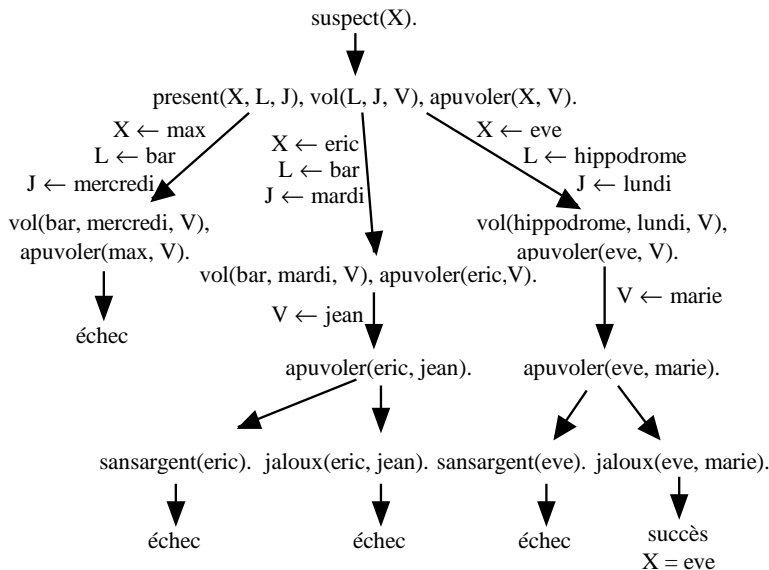 suspect(X).
present(X, L, J), vol(L, J, V), apuvoler(X, V).
X ← max
L ← bar
J ← mercredi
X ← eric
L ← bar
J ← mardi
X ← eve
L ← hippodrome
J ← lundi
vol(bar, mercredi, V),
apuvoler(max, V).
échec
vol(bar, mardi, V), apuvoler(eric,V).
V ← jean
vol(hippodrome, lundi, V),
apuvoler(eve, V).
V ← marie
apuvoler(eric, jean).
apuvoler(eve, marie).
sansargent(eric).
jaloux(eric, jean).
sansargent(eve).
jaloux(eve, marie).
échec
échec
échec
succès
X = eve